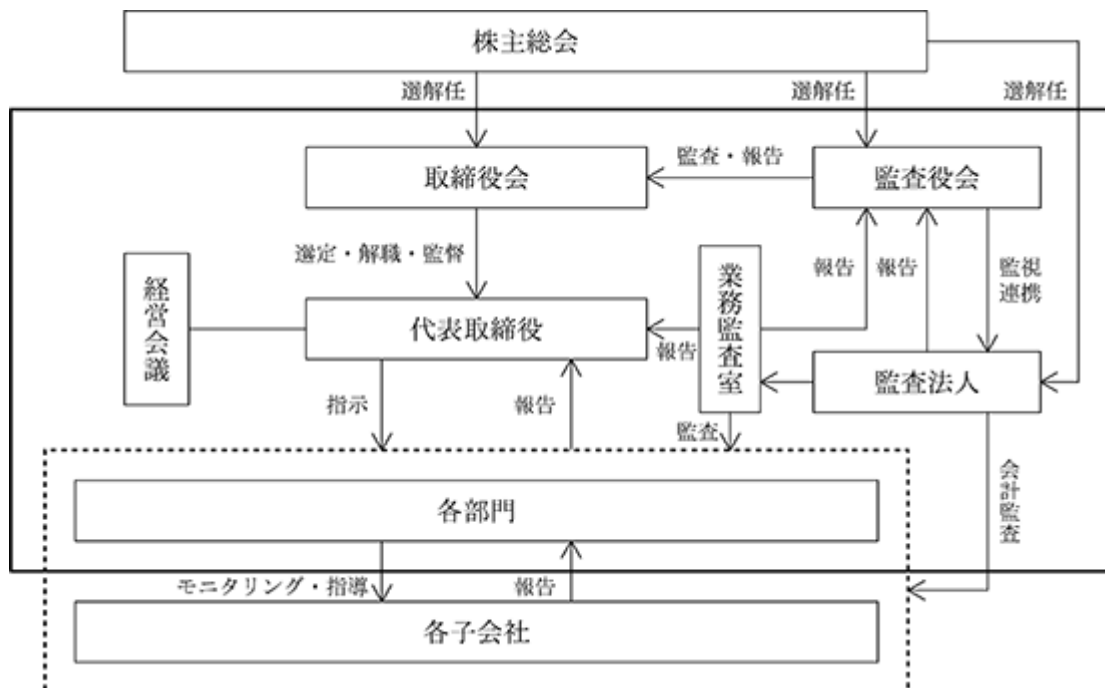 株主総会
選解任
選解任
選解任
取締役会
監査・報告
監査役会
選定・解職・監督
報告
報告
監視
連携
経営会議
代表取締役
報告
業務監査室
監査法人
指示
報告
監査
会計監査
各部門
モニタリング・指導
報告
各子会社